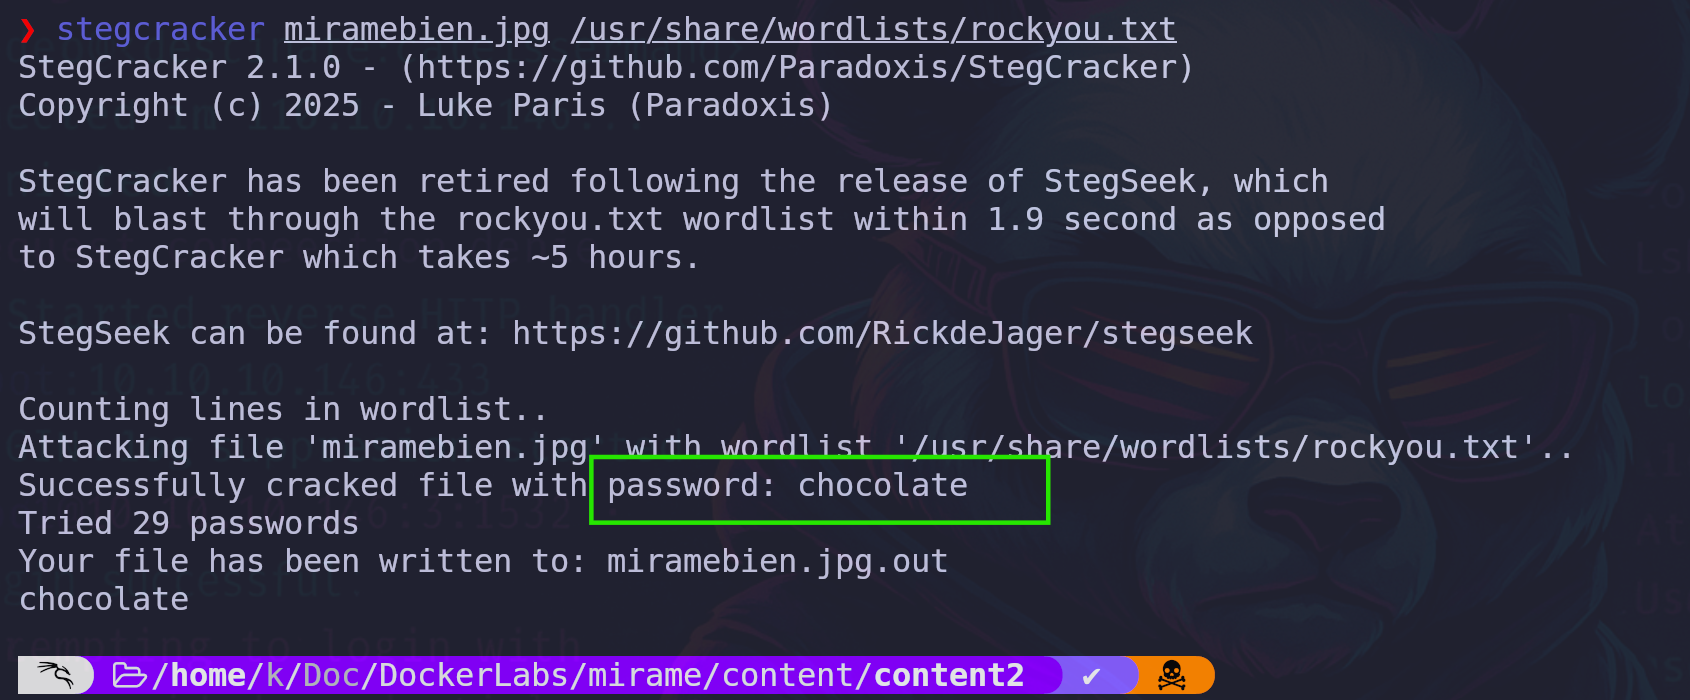 ❯ stegcracker miramebien.jpg /usr/share/wordlists/rockyou.txt
StegCracker 2.1.0 - (https://github.com/Paradoxis/StegCracker)
Copyright (c) 2025 - Luke Paris (Paradoxis)
StegCracker has been retired following the release of StegSeek, which
will blast through the rockyou.txt wordlist within 1.9 second as opposed
to StegCracker which takes ~5 hours.
StegSeek can be found at: https://github.com/RickdeJager/stegseek
Counting lines in wordlist..
Attacking file 'miramebien.jpg' with wordlist '/usr/share/wordlists/rockyou.txt'..
Successfully cracked file with password: chocolate
Tried 29 passwords
Your file has been written to: miramebien.jpg.out
chocolate
/home/k/Doc/DockerLabs/mirame/content/content2 ✔